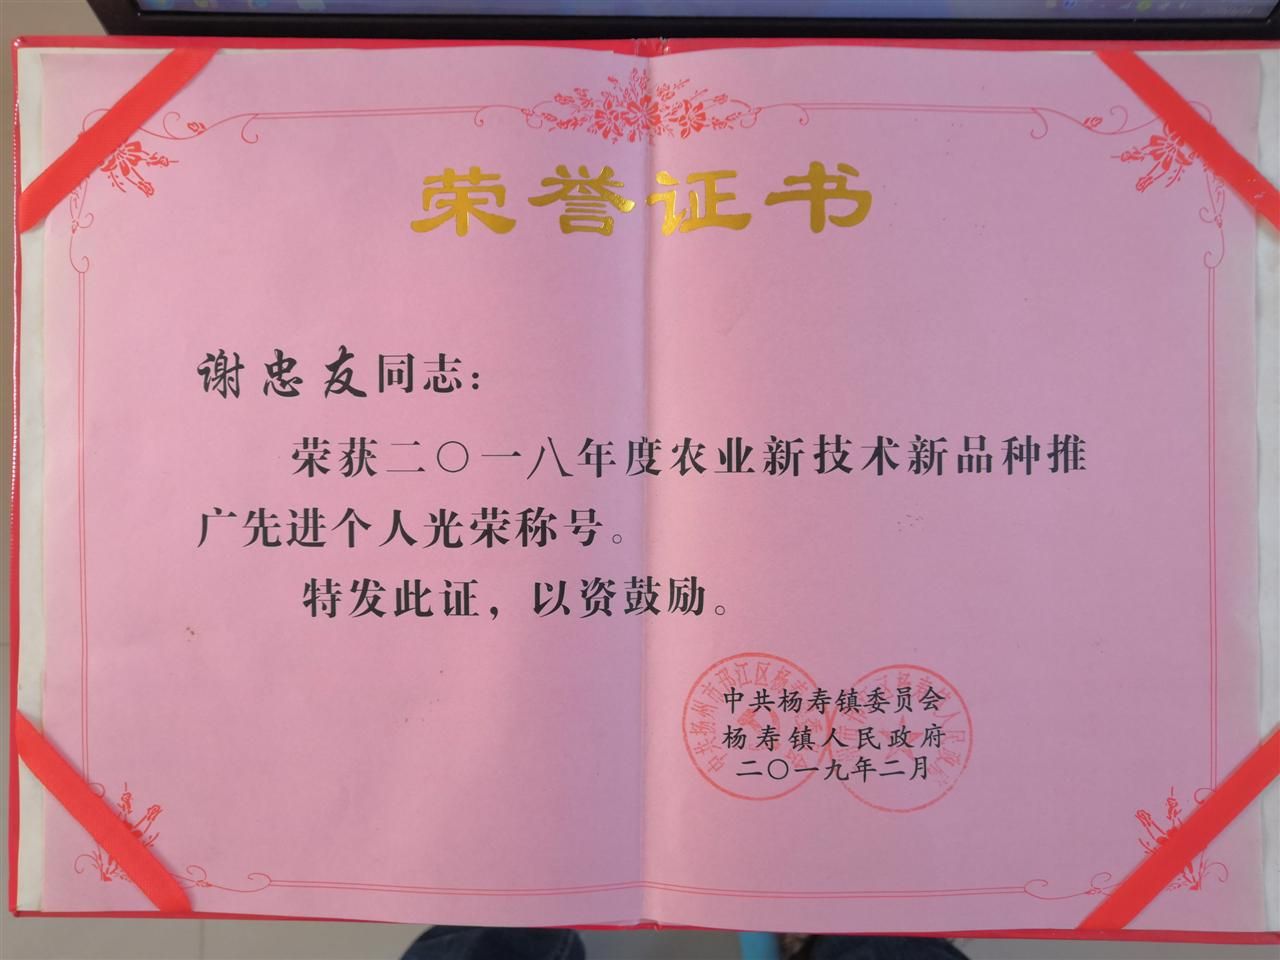 荣誉证书
谢忠友同志：
荣获二〇一八年度农业新技术新品种推
广先进个人光荣称号。
特发此证，以资鼓励。
中共杨寿镇委员会
杨寿镇人民政府
二〇一九年二月